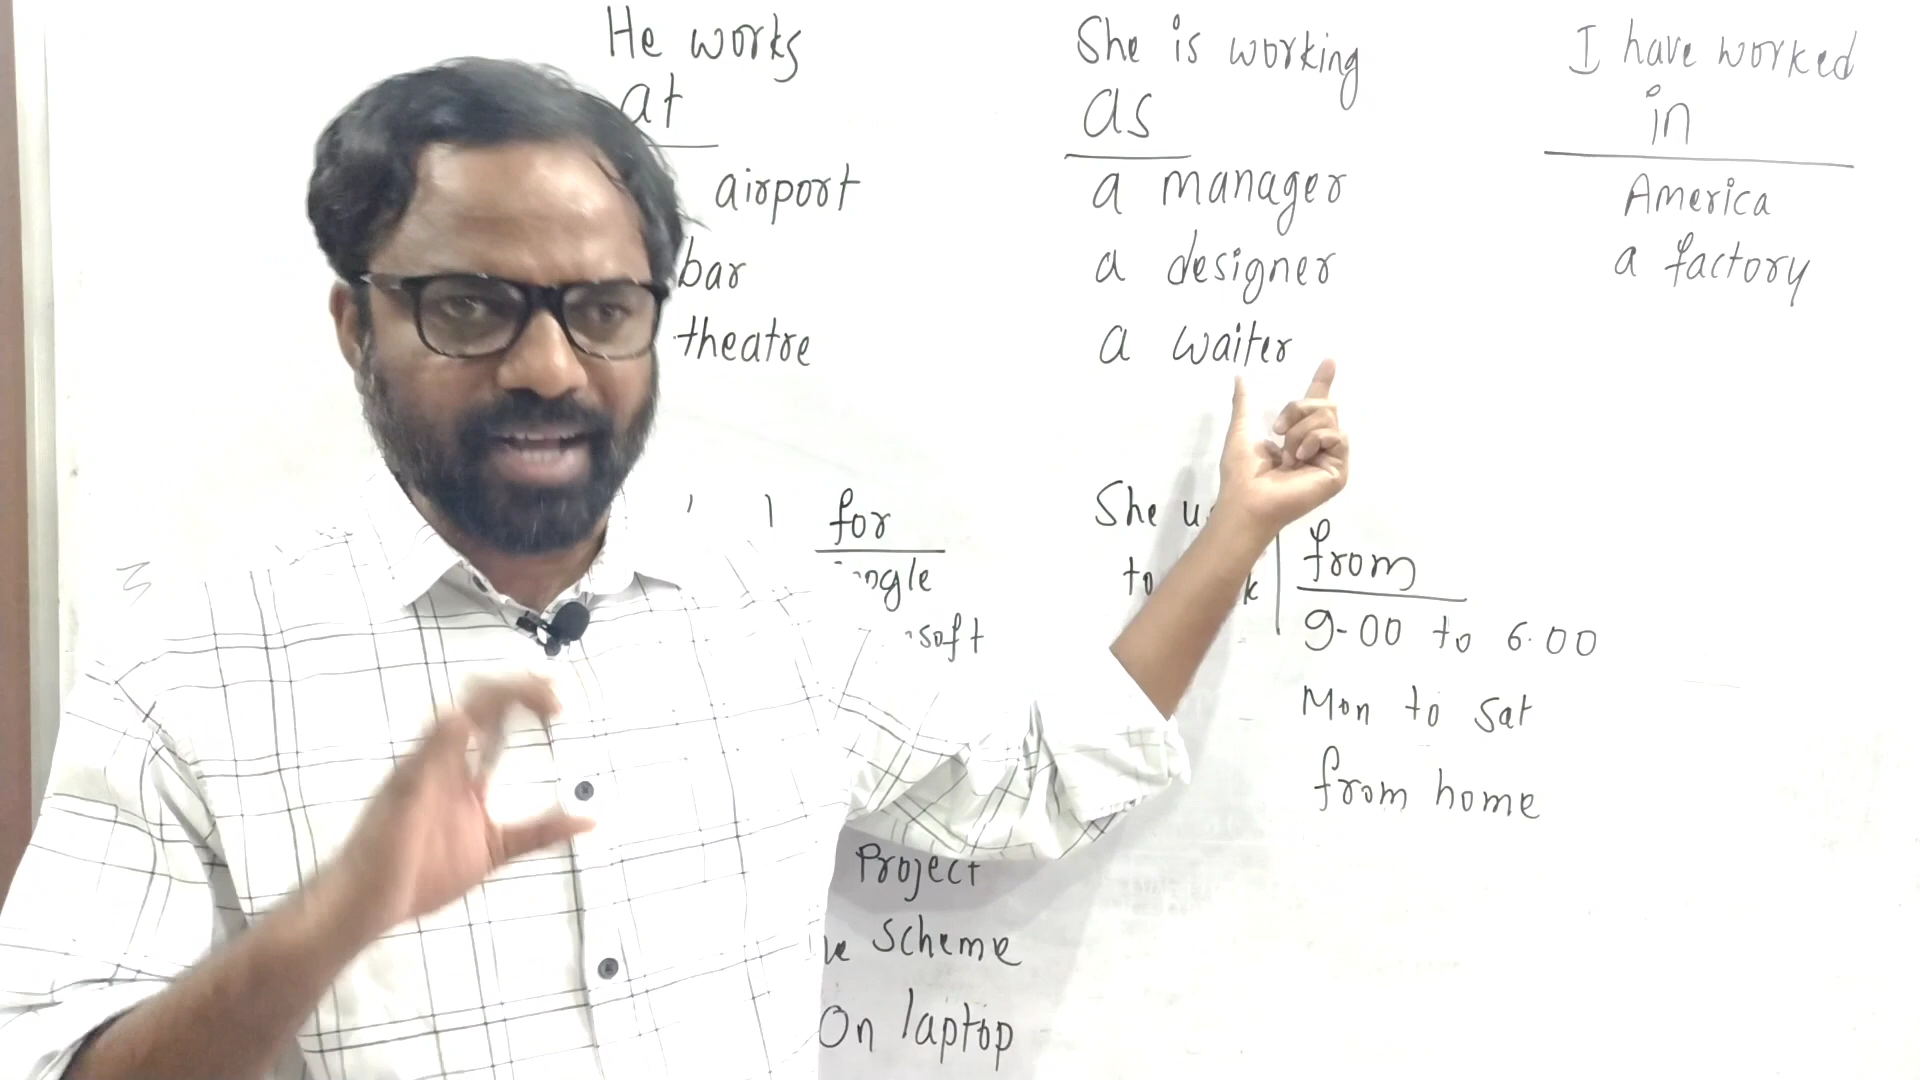 He works
at
airport
bar
theatre
She is working
as
a manager
a designer
a waiter
I have worked
in
America
a factory
for
She
to
from
9-00 to 6.00
Mon to Sat
from home
Project
Scheme
On laptop